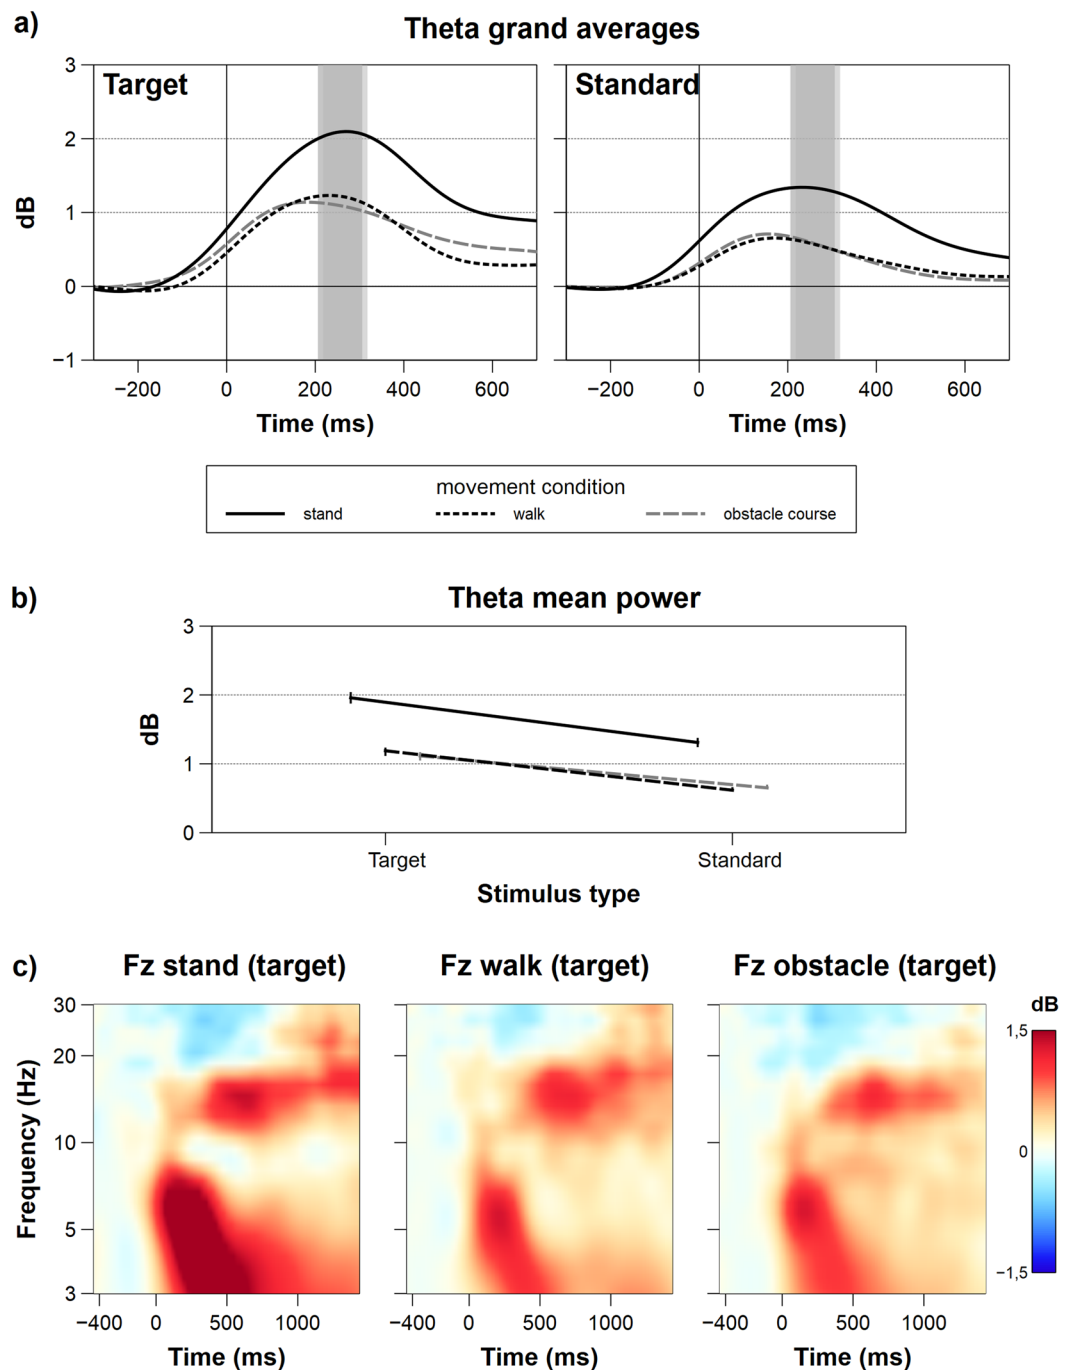 a)
Theta grand averages
Target
Standard
dB
3
2
1
0
−1
−200 0 200 400 600
−200 0 200 400 600
Time (ms)
Time (ms)
movement condition
stand walk obstacle course
b)
Theta mean power
dB
3
2
1
0
Target Standard
Stimulus type
c)
Fz stand (target)
Fz walk (target)
Fz obstacle (target)
Frequency (Hz)
30
20
10
5
3
dB
1,5
0
−1,5
−400 0 500 1000
−400 0 500 1000
−400 0 500 1000
Time (ms)
Time (ms)
Time (ms)